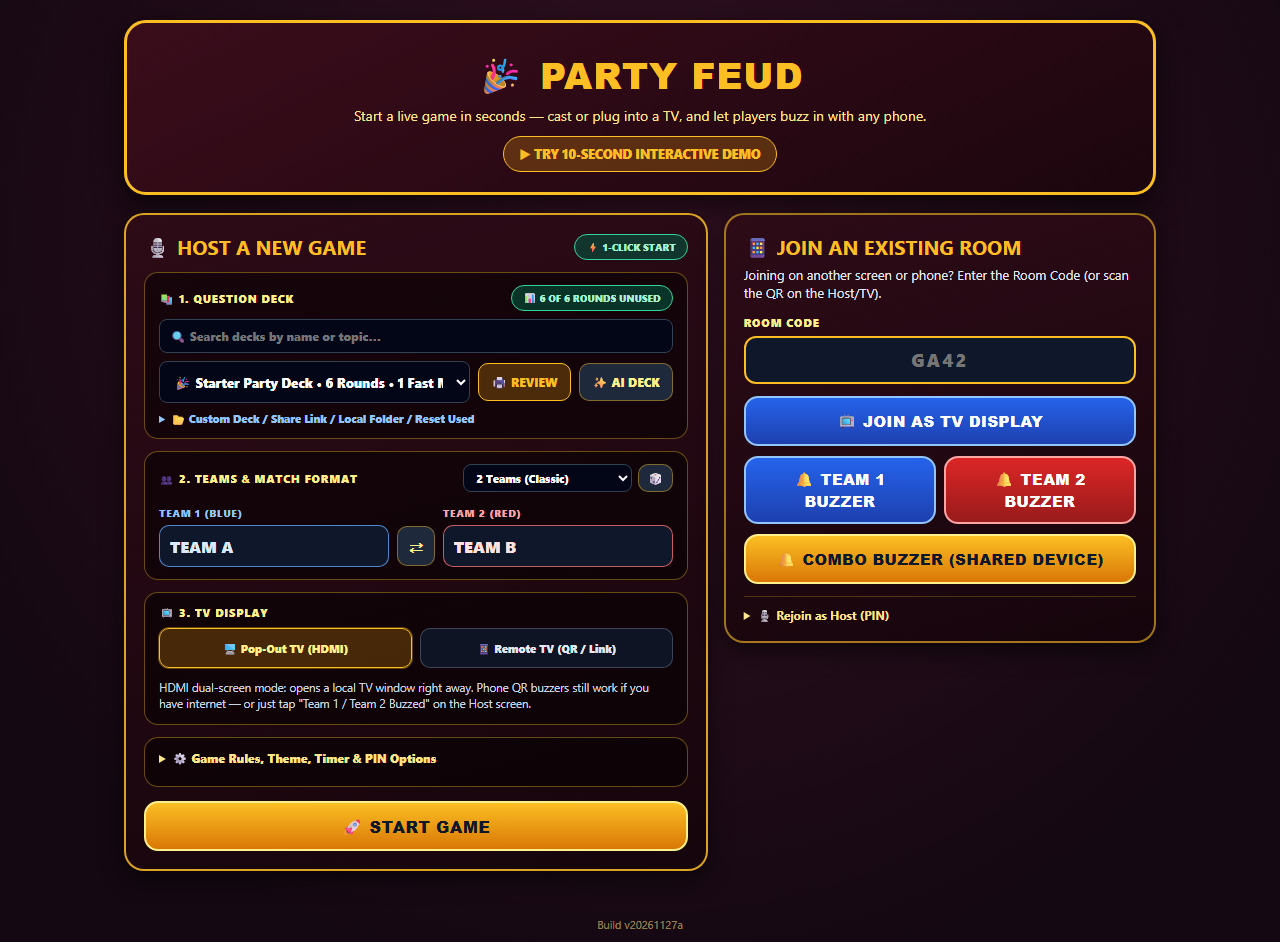 🎉 PARTY FEUD
Start a live game in seconds — cast or plug into a TV, and let players buzz in with any phone.
▶ TRY 10-SECOND INTERACTIVE DEMO
🎙️ HOST A NEW GAME
⚡ 1-CLICK START
📚 1. QUESTION DECK
📊 6 OF 6 ROUNDS UNUSED
🔍 Search decks by name or topic...
🎉 Starter Party Deck • 6 Rounds • 1 Fast
🖨️ REVIEW
✨ AI DECK
▶ 📂 Custom Deck / Share Link / Local Folder / Reset Used
👥 2. TEAMS & MATCH FORMAT
2 Teams (Classic)
🎲
TEAM 1 (BLUE)
TEAM 2 (RED)
TEAM A
⇄
TEAM B
📺 3. TV DISPLAY
🖥️ Pop-Out TV (HDMI)
📱 Remote TV (QR / Link)
HDMI dual-screen mode: opens a local TV window right away. Phone QR buzzers still work if you
have internet — or just tap "Team 1 / Team 2 Buzzed" on the Host screen.
▶ ⚙️ Game Rules, Theme, Timer & PIN Options
🚀 START GAME
📱 JOIN AN EXISTING ROOM
Joining on another screen or phone? Enter the Room Code (or scan
the QR on the Host/TV).
ROOM CODE
GA42
📺 JOIN AS TV DISPLAY
🔔 TEAM 1
BUZZER
🔔 TEAM 2
BUZZER
🔔 COMBO BUZZER (SHARED DEVICE)
▶ 🎙️ Rejoin as Host (PIN)
Build v20261127a